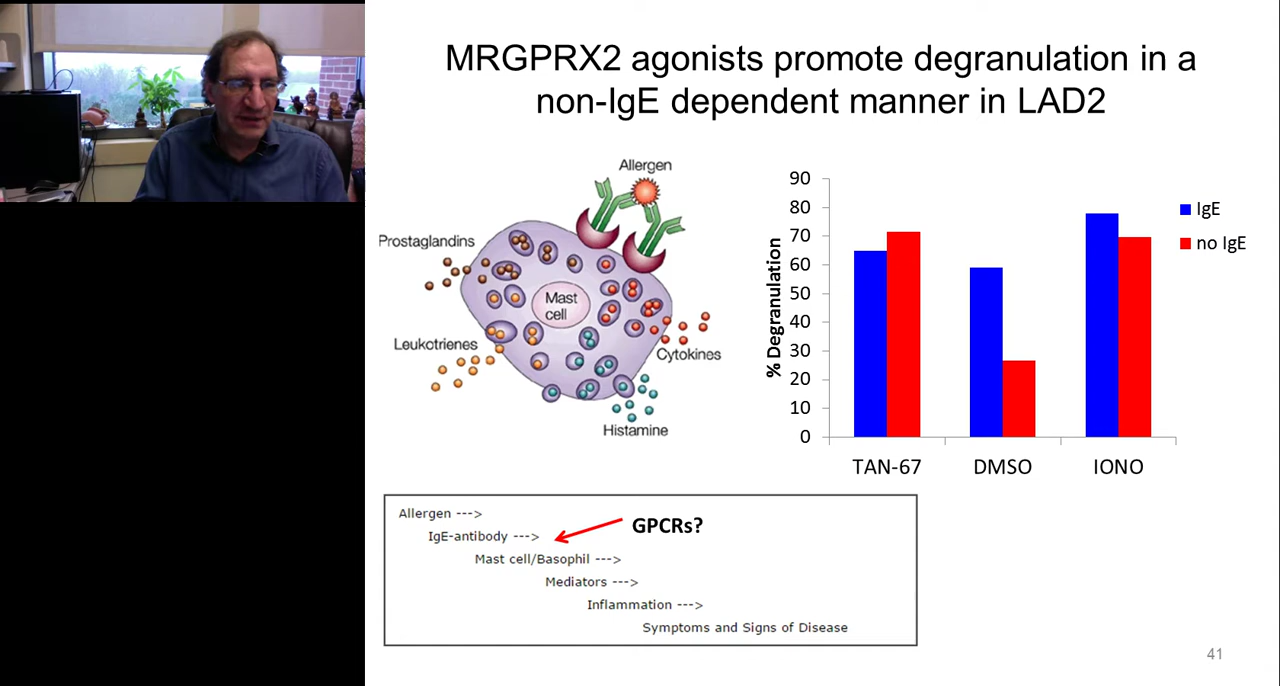 MRGPRX2 agonists promote degranulation in a
non-IgE dependent manner in LAD2
Allergen
Prostaglandins
Mast
cell
Leukotrienes
Cytokines
Histamine
% Degranulation
90
80
70
60
50
40
30
20
10
0
TAN-67 DMSO IONO
IgE
no IgE
Allergen --->
IgE-antibody --->
GPCRs?
Mast cell/Basophil --->
Mediators --->
Inflammation --->
Symptoms and Signs of Disease
41